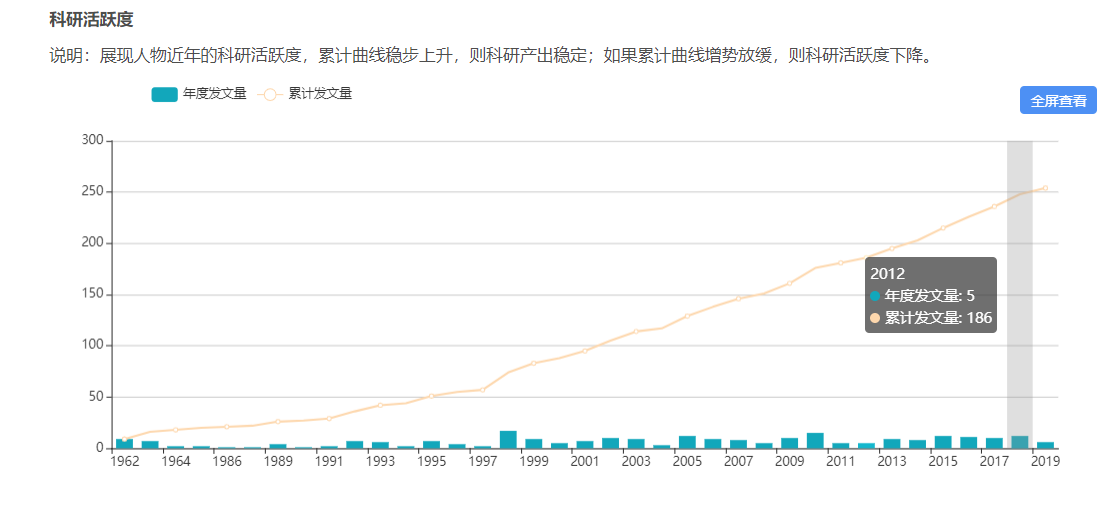 科研活跃度
说明：展现人物近年的科研活跃度，累计曲线稳步上升，则科研产出稳定；如果累计曲线增势放缓，则科研活跃度下降。
年度发文量 累计发文量
全屏查看
300
250
200
150
100
50
0
2012
年度发文量: 5
累计发文量: 186
1962 1964 1986 1989 1991 1993 1995 1997 1999 2001 2003 2005 2007 2009 2011 2013 2015 2017 2019